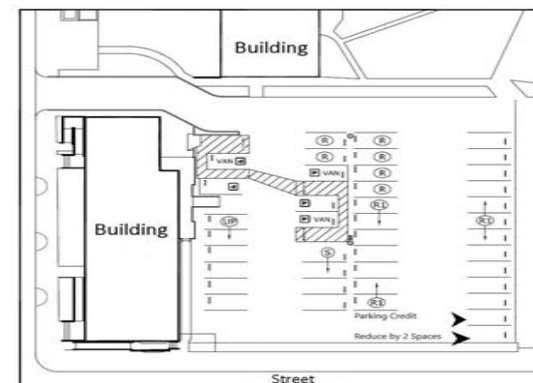 Building
R
R
R
R
VAN
VAN
R
R
Building
UP
VAN
R1
R1
S
R1
Parking Credit
Reduce by 2 Spaces
Street